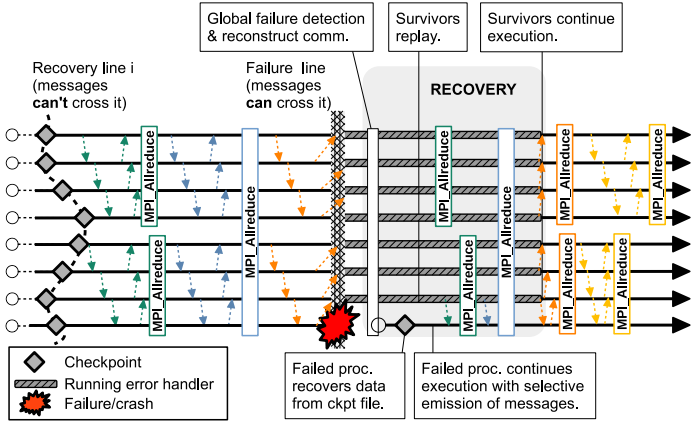 Global failure detection
& reconstruct comm.
Survivors
replay.
Survivors continue
execution.
Recovery line i
(messages
can't cross it)
Failure line
(messages
can cross it)
RECOVERY
MPI_Allreduce
MPI_Allreduce
MPI_Allreduce
MPI_Allreduce
MPI_Allreduce
MPI_Allreduce
MPI_Allreduce
MPI_Allreduce
MPI_Allreduce
MPI_Allreduce
MPI_Allreduce
Checkpoint
Running error handler
Failure/crash
Failed proc.
recovers data
from ckpt file.
Failed proc. continues
execution with selective
emission of messages.